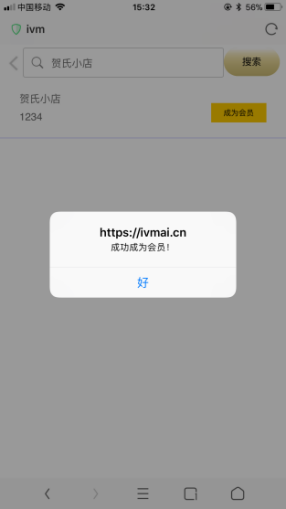 中国移动
15:32
56%
ivm
贺氏小店
搜索
贺氏小店
1234
成为会员
https://ivmai.cn
成功成为会员！
好